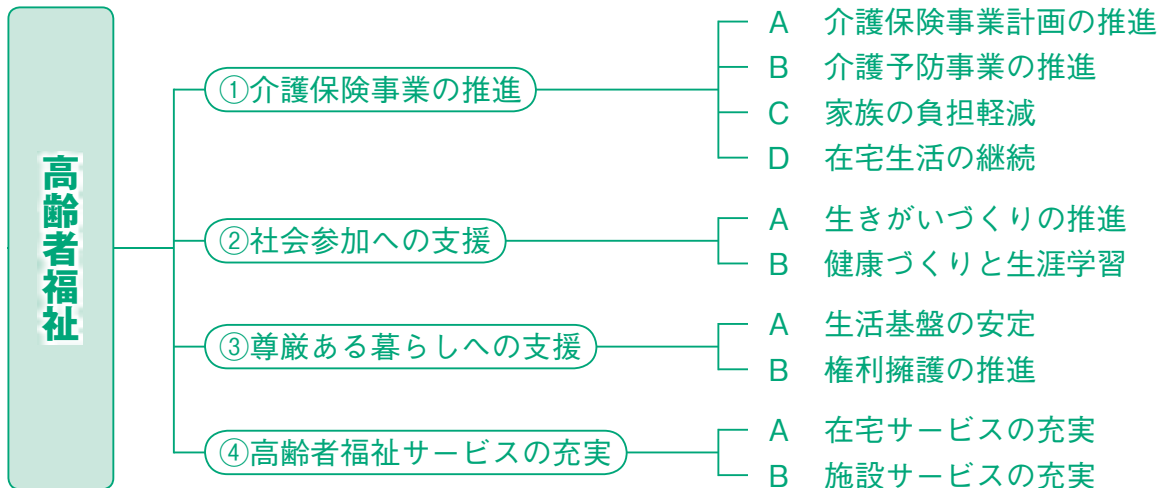 高齢者福祉
①介護保険事業の推進
A 介護保険事業計画の推進
B 介護予防事業の推進
C 家族の負担軽減
D 在宅生活の継続
②社会参加への支援
A 生きがいづくりの推進
B 健康づくりと生涯学習
③尊厳ある暮らしへの支援
A 生活基盤の安定
B 権利擁護の推進
④高齢者福祉サービスの充実
A 在宅サービスの充実
B 施設サービスの充実